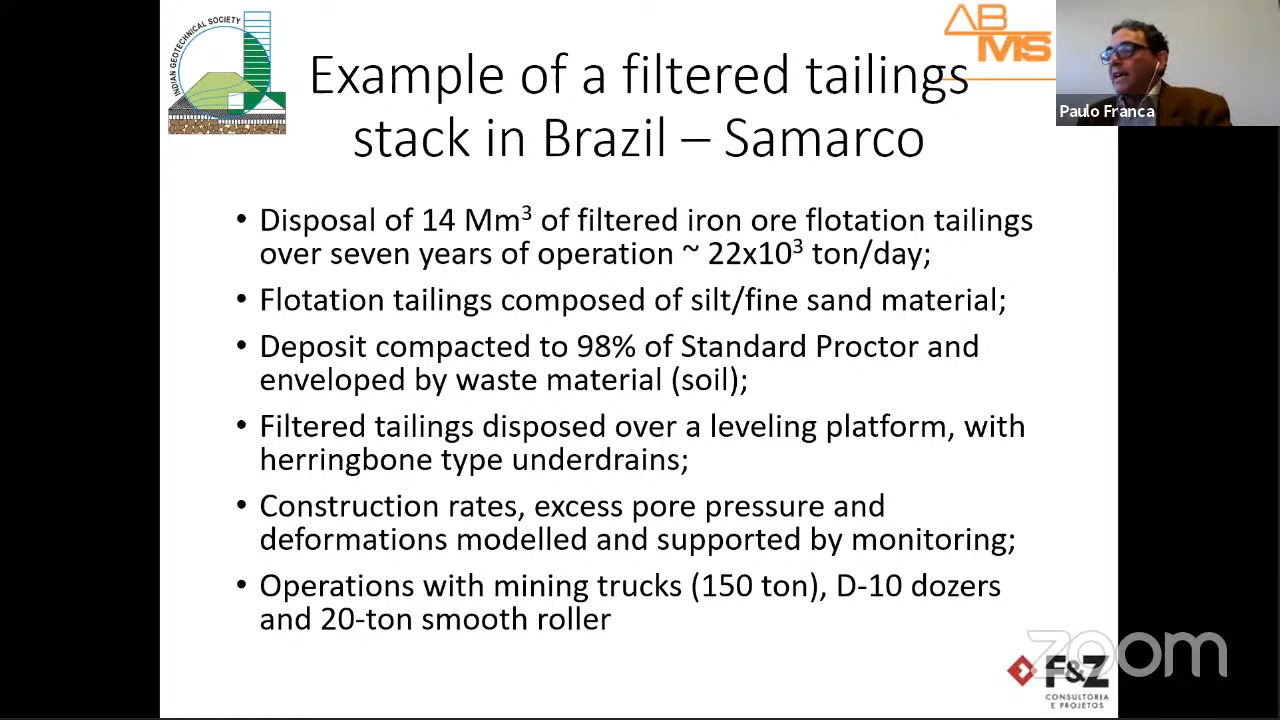 INDIAN GEOTECHNICAL SOCIETY
ABMS
Paulo Franca
Example of a filtered tailings
stack in Brazil – Samarco
• Disposal of 14 Mm³ of filtered iron ore flotation tailings
over seven years of operation ~ 22x10³ ton/day;
• Flotation tailings composed of silt/fine sand material;
• Deposit compacted to 98% of Standard Proctor and
enveloped by waste material (soil);
• Filtered tailings disposed over a leveling platform, with
herringbone type underdrains;
• Construction rates, excess pore pressure and
deformations modelled and supported by monitoring;
• Operations with mining trucks (150 ton), D-10 dozers
and 20-ton smooth roller
zoom
F&Z
CONSULTORIA
E PROJETOS